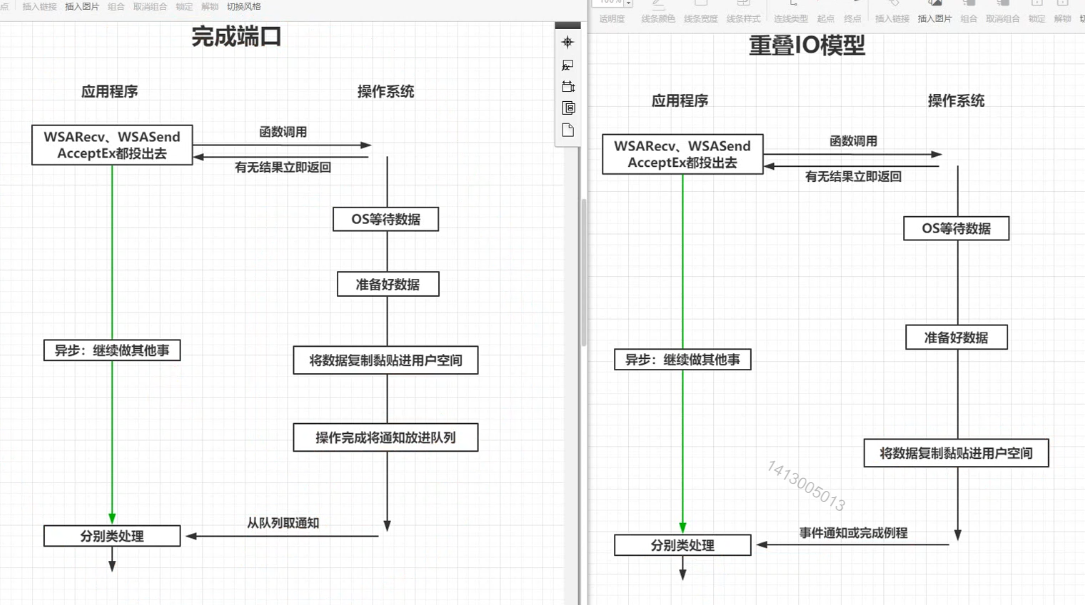 点 插入链接 插入图片 组合 取消组合 锁定 解锁 切换风格
完成端口
应用程序
操作系统
WSARecv、WSASend
AcceptEx都投出去
函数调用
有无结果立即返回
OS等待数据
准备好数据
异步：继续做其他事
将数据复制黏贴进用户空间
操作完成将通知放进队列
从队列取通知
分别类处理
100%
透明度 线条颜色 线条宽度 线条样式 连线类型 起点 终点 插入链接 插入图片 组合 取消组合 锁定 解锁
重叠IO模型
应用程序
操作系统
WSARecv、WSASend
AcceptEx都投出去
函数调用
有无结果立即返回
OS等待数据
准备好数据
异步：继续做其他事
将数据复制黏贴进用户空间
1413005013
事件通知或完成例程
分别类处理